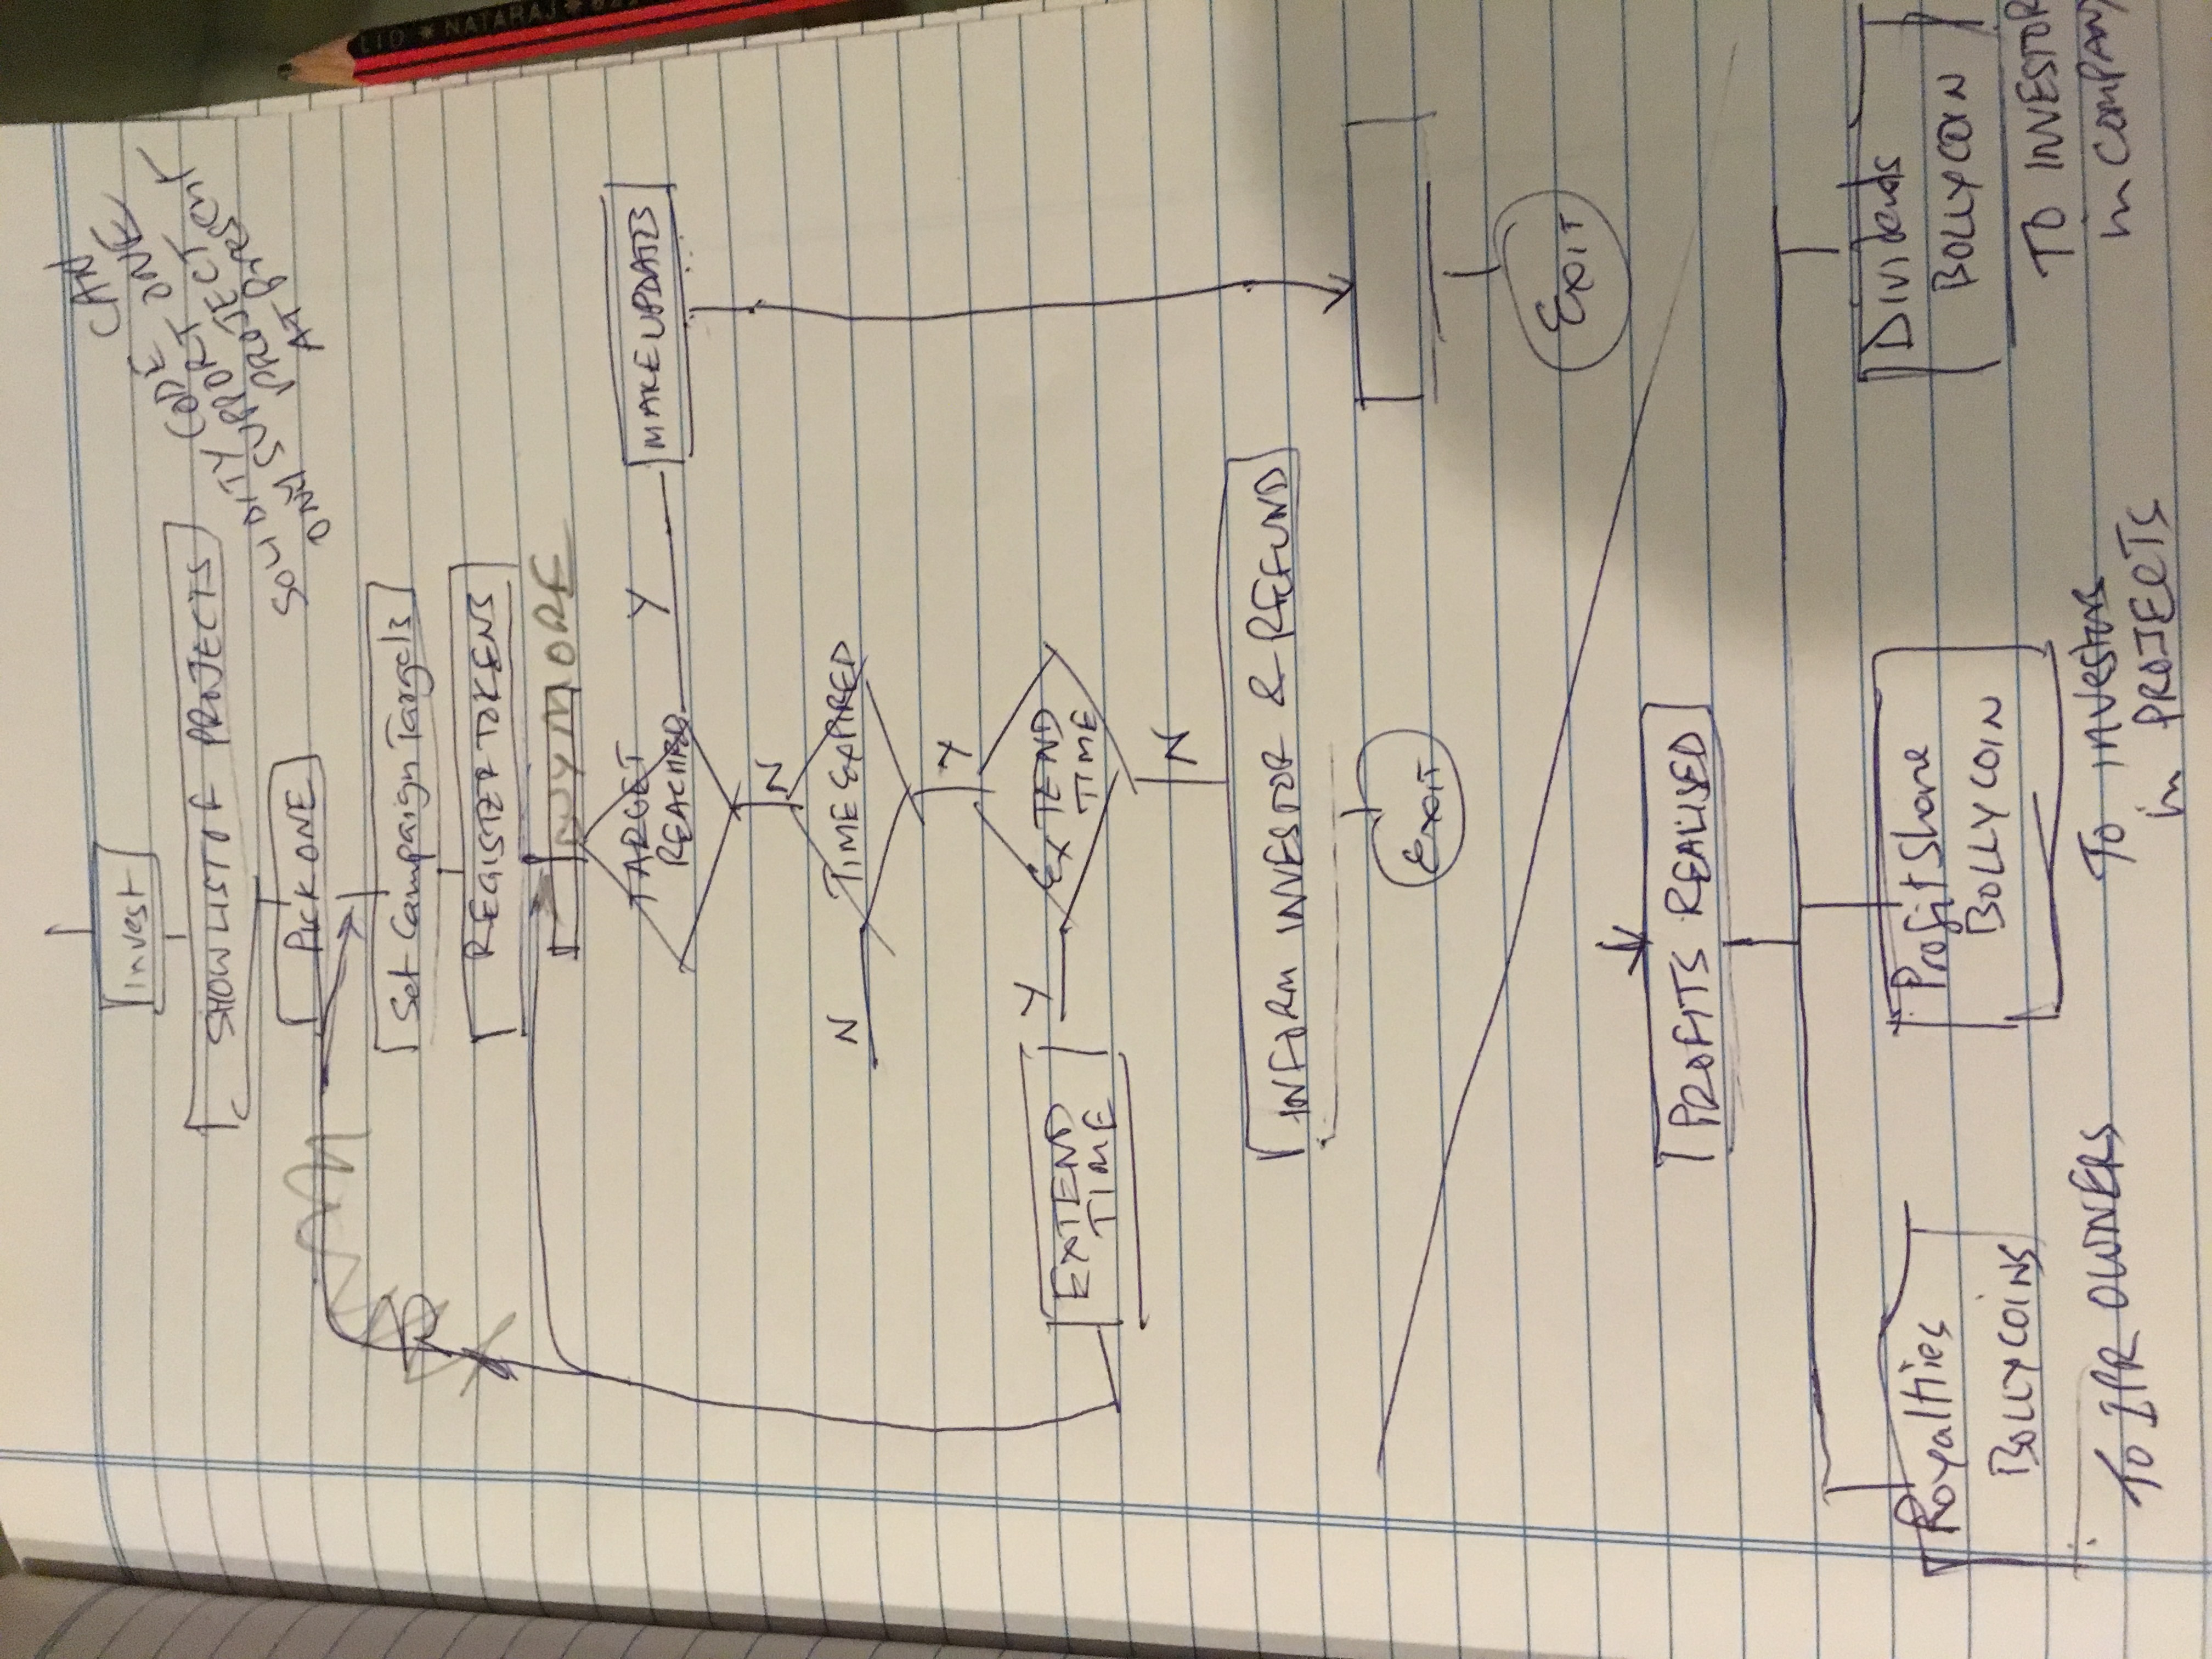 Invest
SHOW LIST OF PROJECTS
SOLIDITY CODE CAN
ONLY SUPPORT ONE
PROJECT
AT Present
PICK ONE
Set Campaign Targets
REGISTER TOKENS
NY MORE
TARGET
REACHED
Y
MAKE UPDATES
N
N
TIME EXPIRED
Y
EXTEND
TIME
Y
EXTEND
TIME
N
INFORM INVESTOR & REFUND
EXIT
EXIT
PROFITS REALISED
Royalties
BOLLYCOINS
TO IPR OWNERS
Profit Share
BOLLYCOIN
To investors
in PROJECTS
Dividends
BOLLYCOIN
TO INVESTOR
in COMPANY
NATARAJ